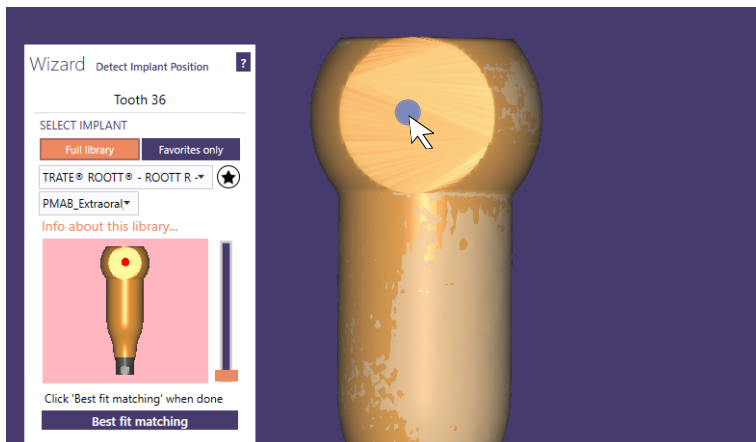 Wizard Detect Implant Position ?
Tooth 36
SELECT IMPLANT
Full library Favorites only
TRATE® ROOTT® - ROOTT R -
PMAB_Extraoral
Info about this library...
Click 'Best fit matching' when done
Best fit matching